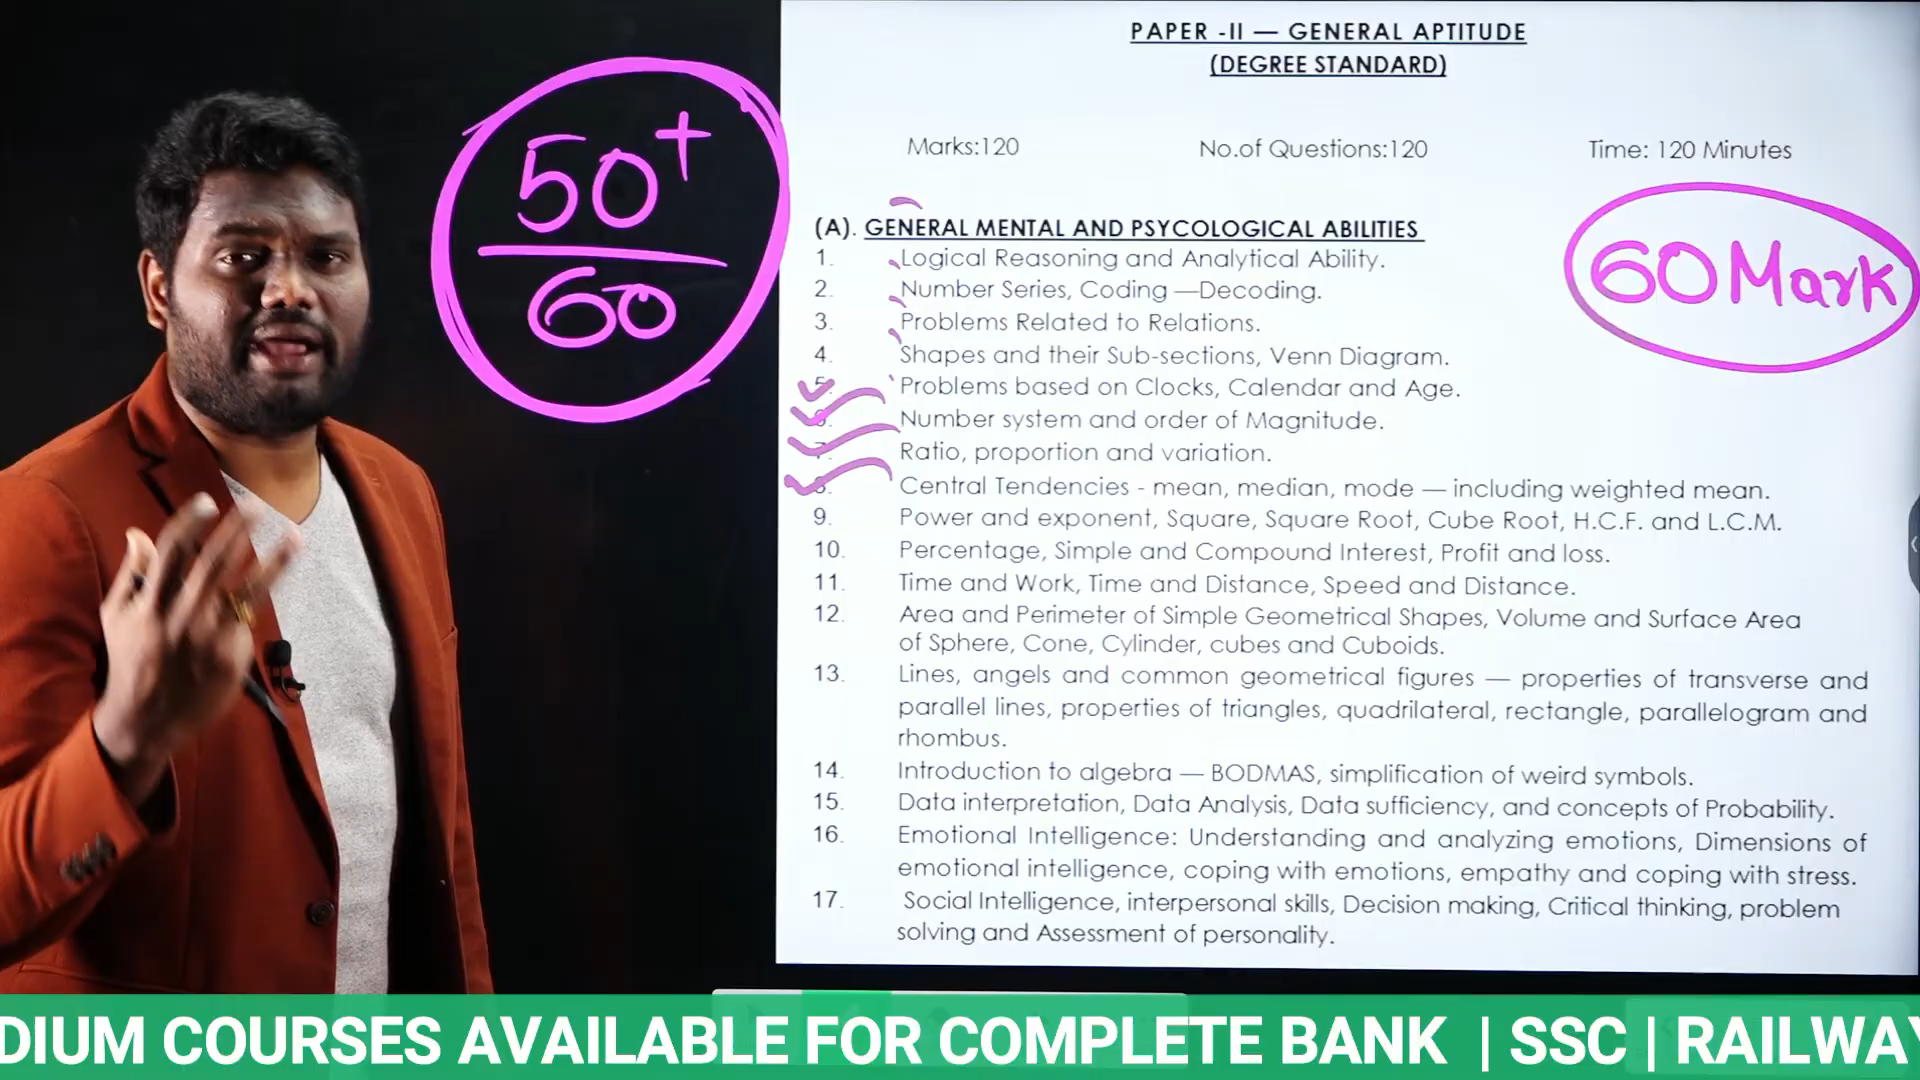 50+
60
PAPER -II — GENERAL APTITUDE
(DEGREE STANDARD)
Marks:120 No.of Questions:120 Time: 120 Minutes
60 Mark
(A). GENERAL MENTAL AND PSYCOLOGICAL ABILITIES
1. Logical Reasoning and Analytical Ability.
2. Number Series, Coding —Decoding.
3. Problems Related to Relations.
4. Shapes and their Sub-sections, Venn Diagram.
5. Problems based on Clocks, Calendar and Age.
6. Number system and order of Magnitude.
7. Ratio, proportion and variation.
8. Central Tendencies - mean, median, mode — including weighted mean.
9. Power and exponent, Square, Square Root, Cube Root, H.C.F. and L.C.M.
10. Percentage, Simple and Compound Interest, Profit and loss.
11. Time and Work, Time and Distance, Speed and Distance.
12. Area and Perimeter of Simple Geometrical Shapes, Volume and Surface Area
of Sphere, Cone, Cylinder, cubes and Cuboids.
13. Lines, angels and common geometrical figures — properties of transverse and
parallel lines, properties of triangles, quadrilateral, rectangle, parallelogram and
rhombus.
14. Introduction to algebra — BODMAS, simplification of weird symbols.
15. Data interpretation, Data Analysis, Data sufficiency, and concepts of Probability.
16. Emotional Intelligence: Understanding and analyzing emotions, Dimensions of
emotional intelligence, coping with emotions, empathy and coping with stress.
17. Social Intelligence, interpersonal skills, Decision making, Critical thinking, problem
solving and Assessment of personality.
DIUM COURSES AVAILABLE FOR COMPLETE BANK | SSC | RAILWAY